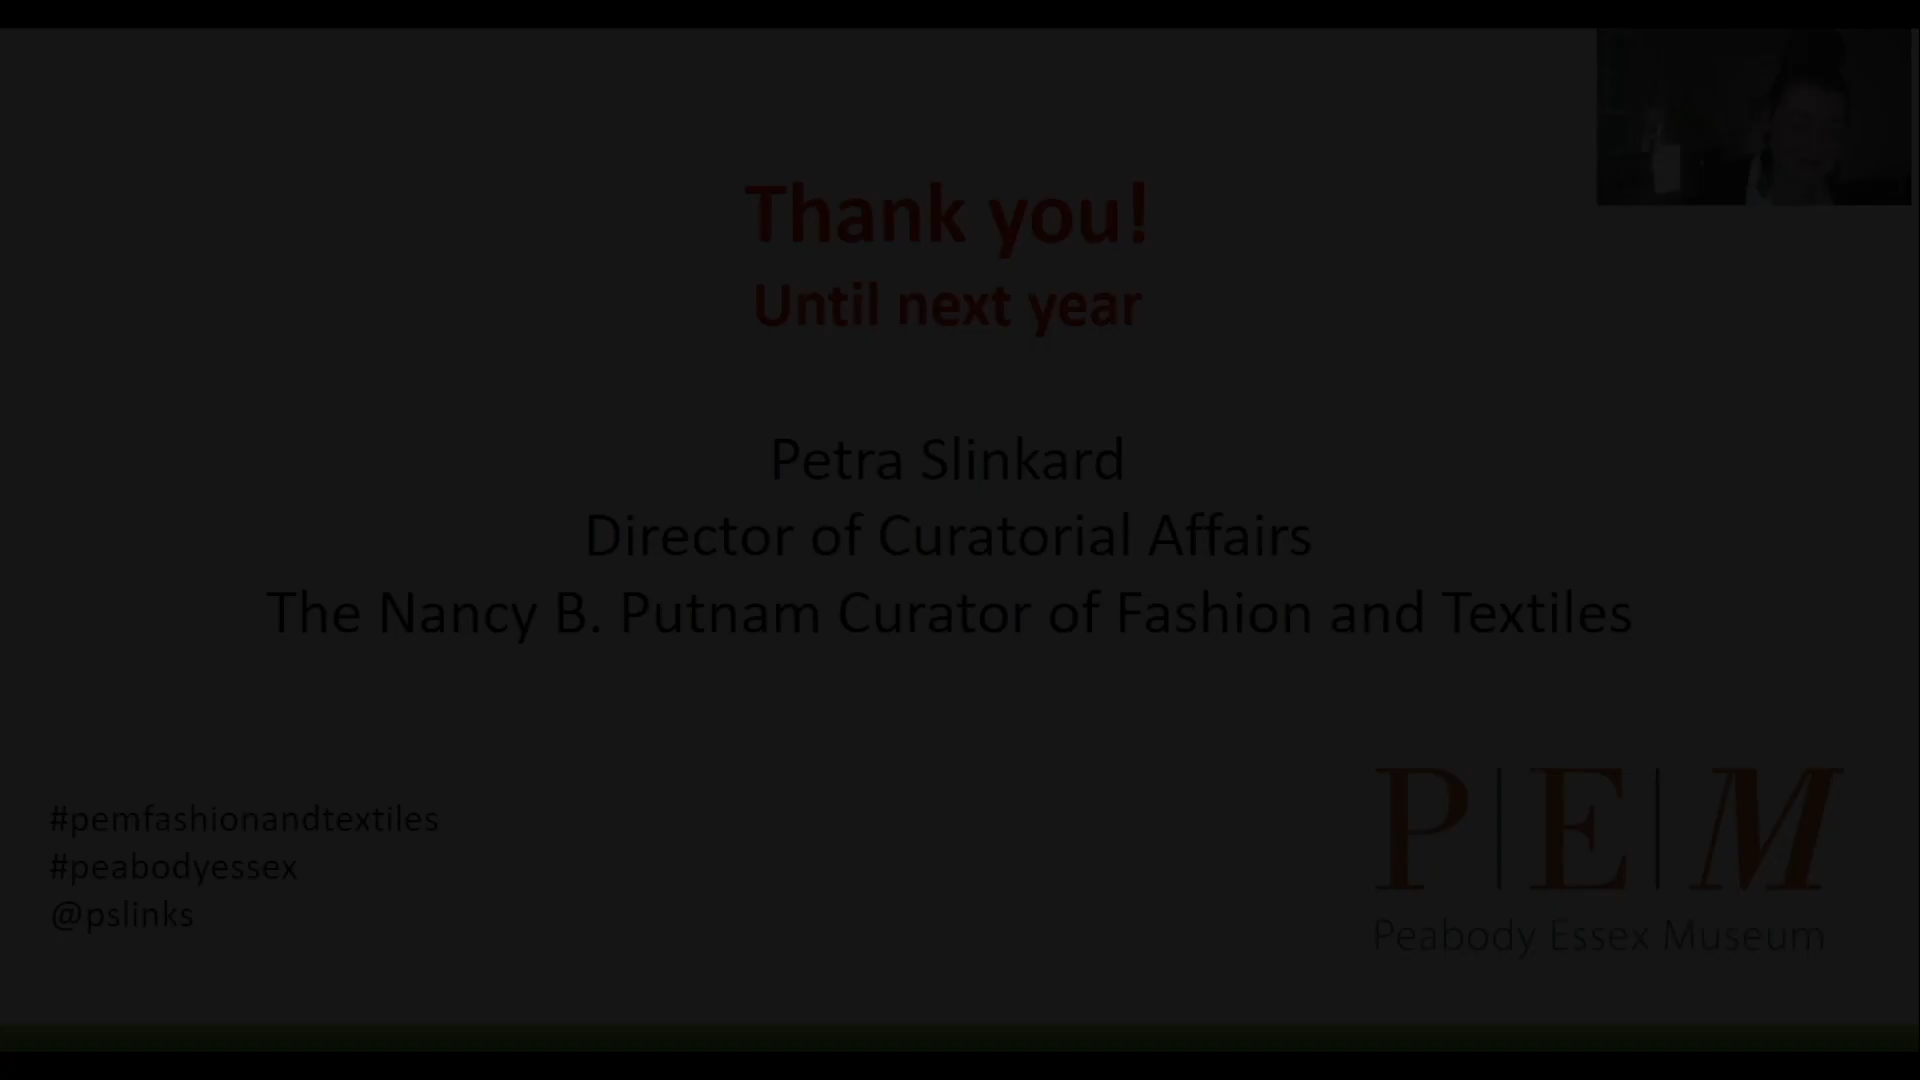 Thank you!
Until next year
Petra Slinkard
Director of Curatorial Affairs
The Nancy B. Putnam Curator of Fashion and Textiles
#pemfashionandtextiles
#peabodyessex
@pslinks
P|E|M
Peabody Essex Museum